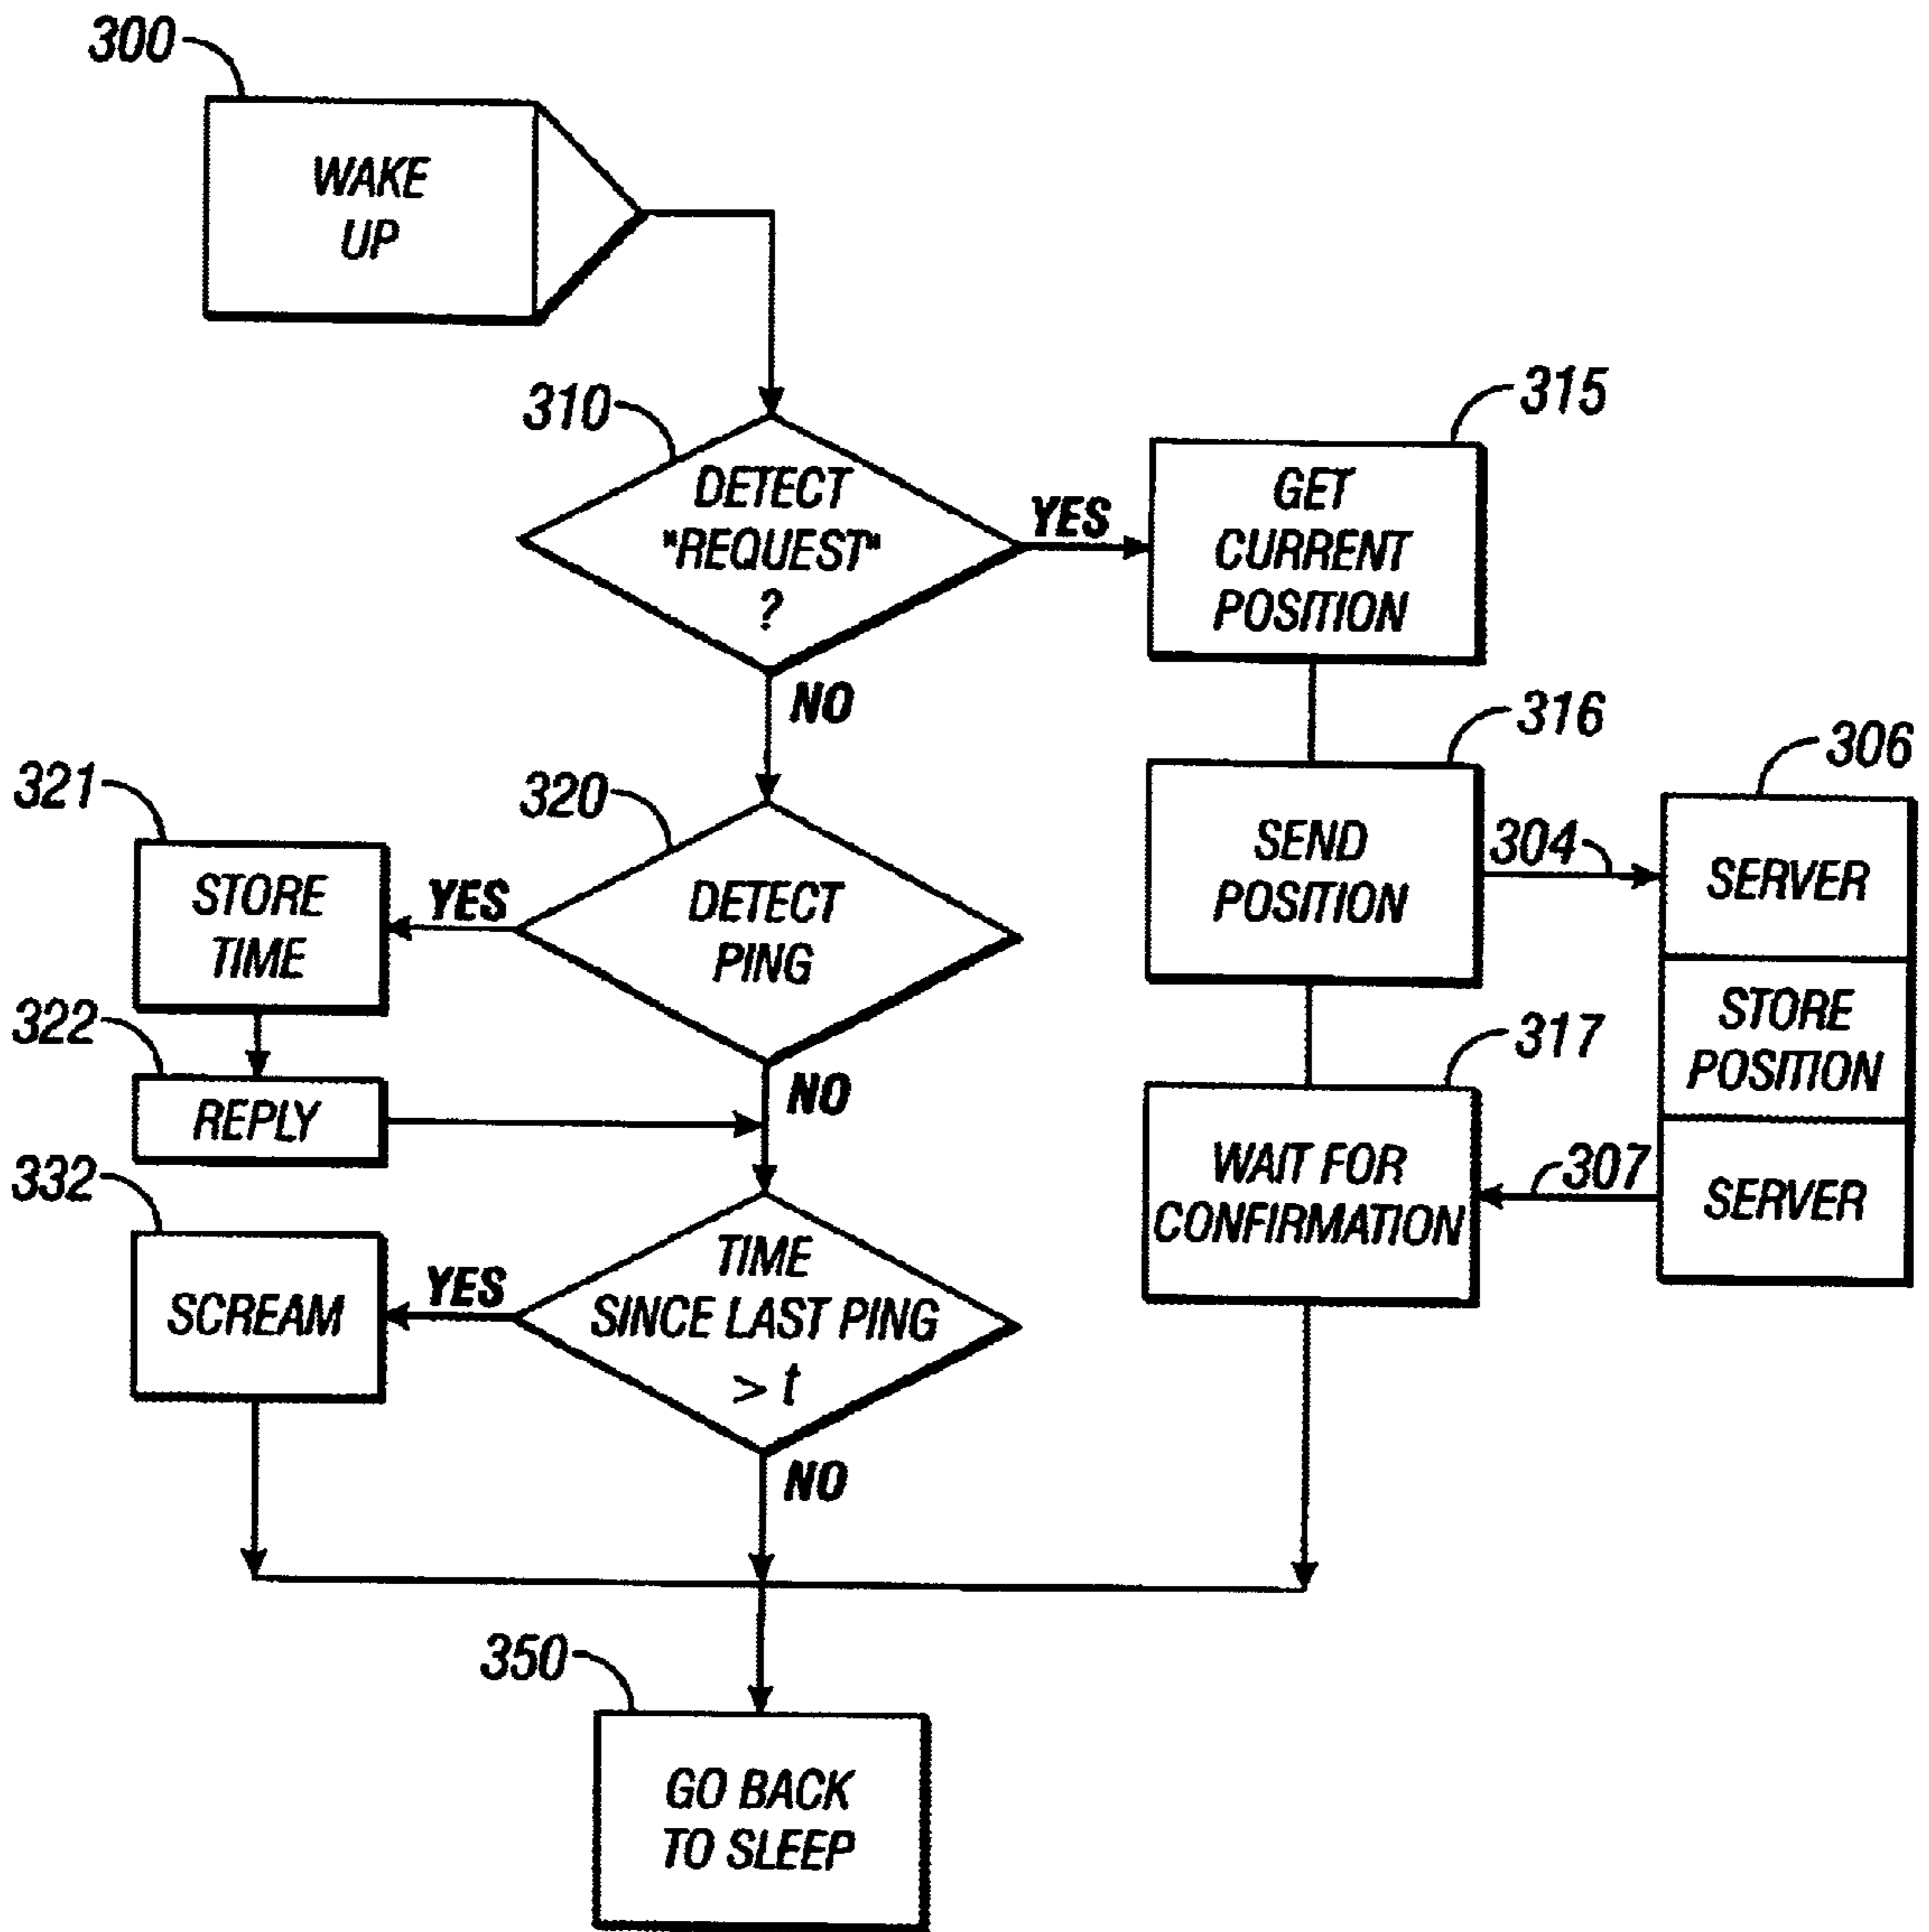 300
WAKE
UP
310
DETECT
"REQUEST"
?
YES
NO
315
GET
CURRENT
POSITION
316
SEND
POSITION
304
306
SERVER
STORE
POSITION
SERVER
307
317
WAIT FOR
CONFIRMATION
320
DETECT
PING
YES
NO
321
STORE
TIME
322
REPLY
332
SCREAM
YES
TIME
SINCE LAST PING
> t
NO
350
GO BACK
TO SLEEP